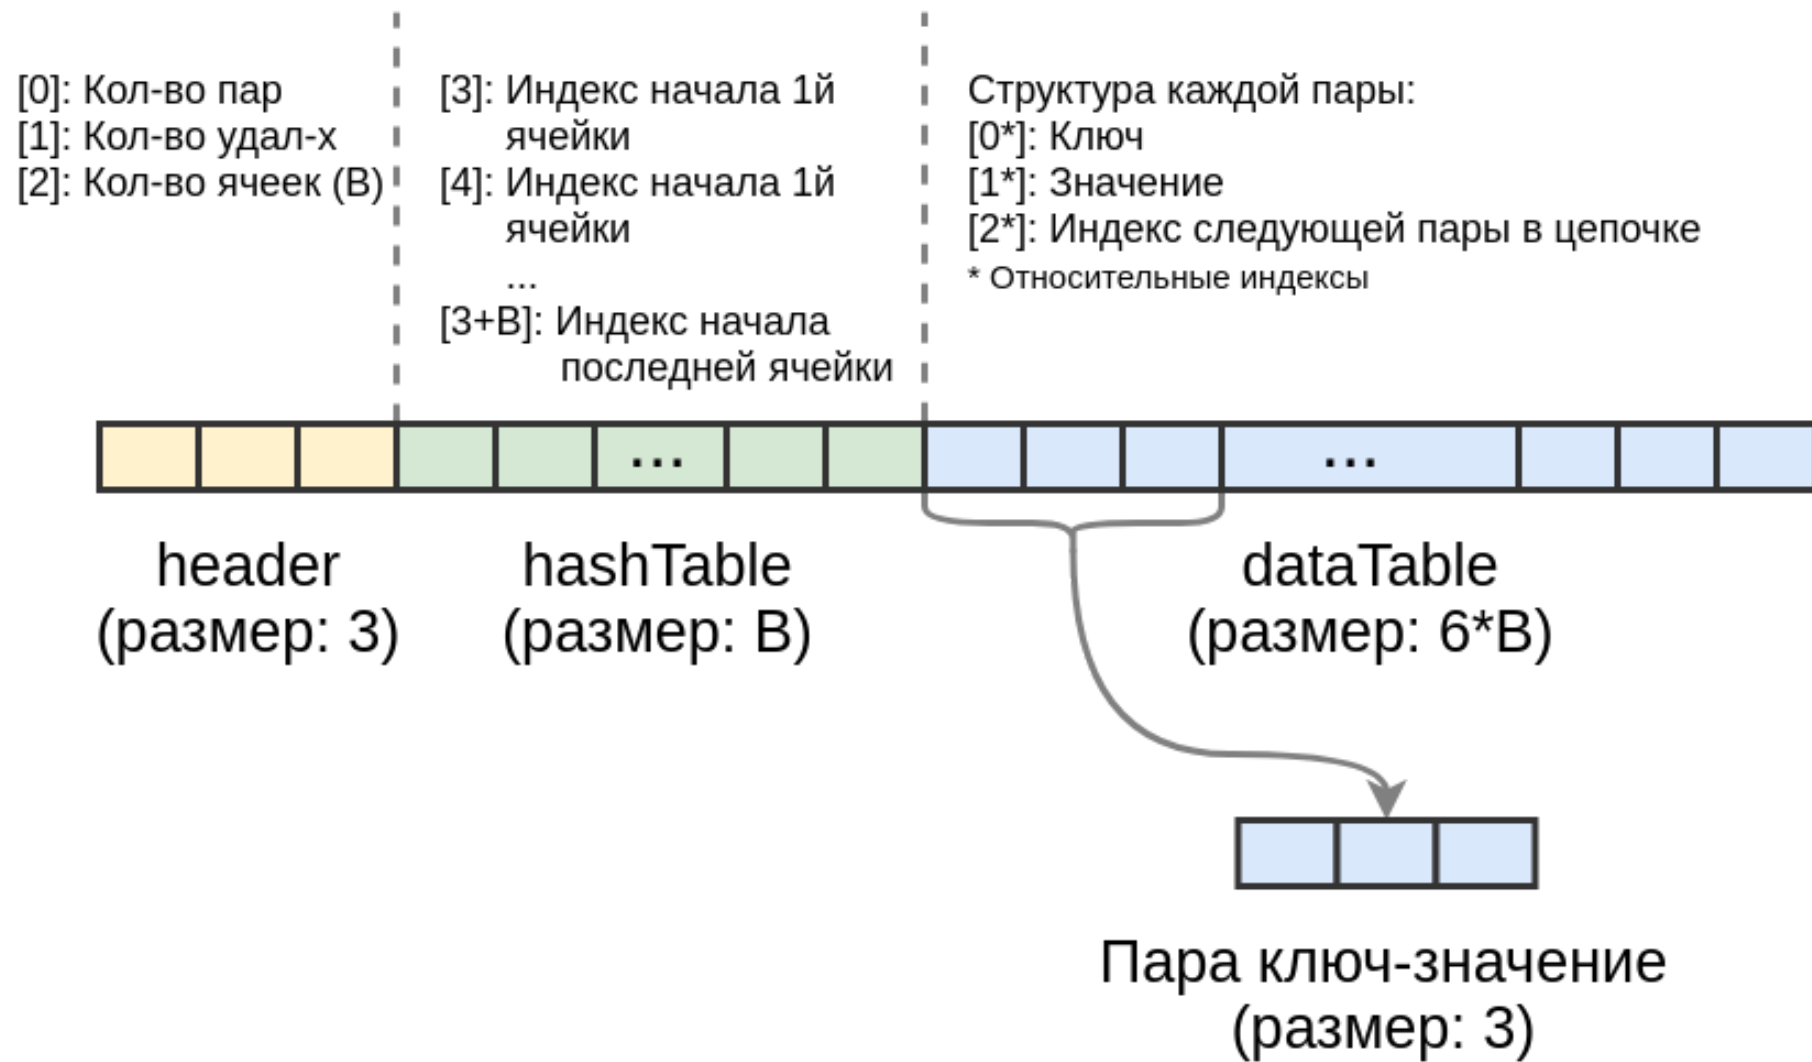 [0]: Кол-во пар
[1]: Кол-во удал-х
[2]: Кол-во ячеек (B)
[3]: Индекс начала 1й
ячейки
[4]: Индекс начала 1й
ячейки
...
[3+B]: Индекс начала
последней ячейки
Структура каждой пары:
[0*]: Ключ
[1*]: Значение
[2*]: Индекс следующей пары в цепочке
* Относительные индексы
...
...
header
(размер: 3)
hashTable
(размер: B)
dataTable
(размер: 6*B)
Пара ключ-значение
(размер: 3)